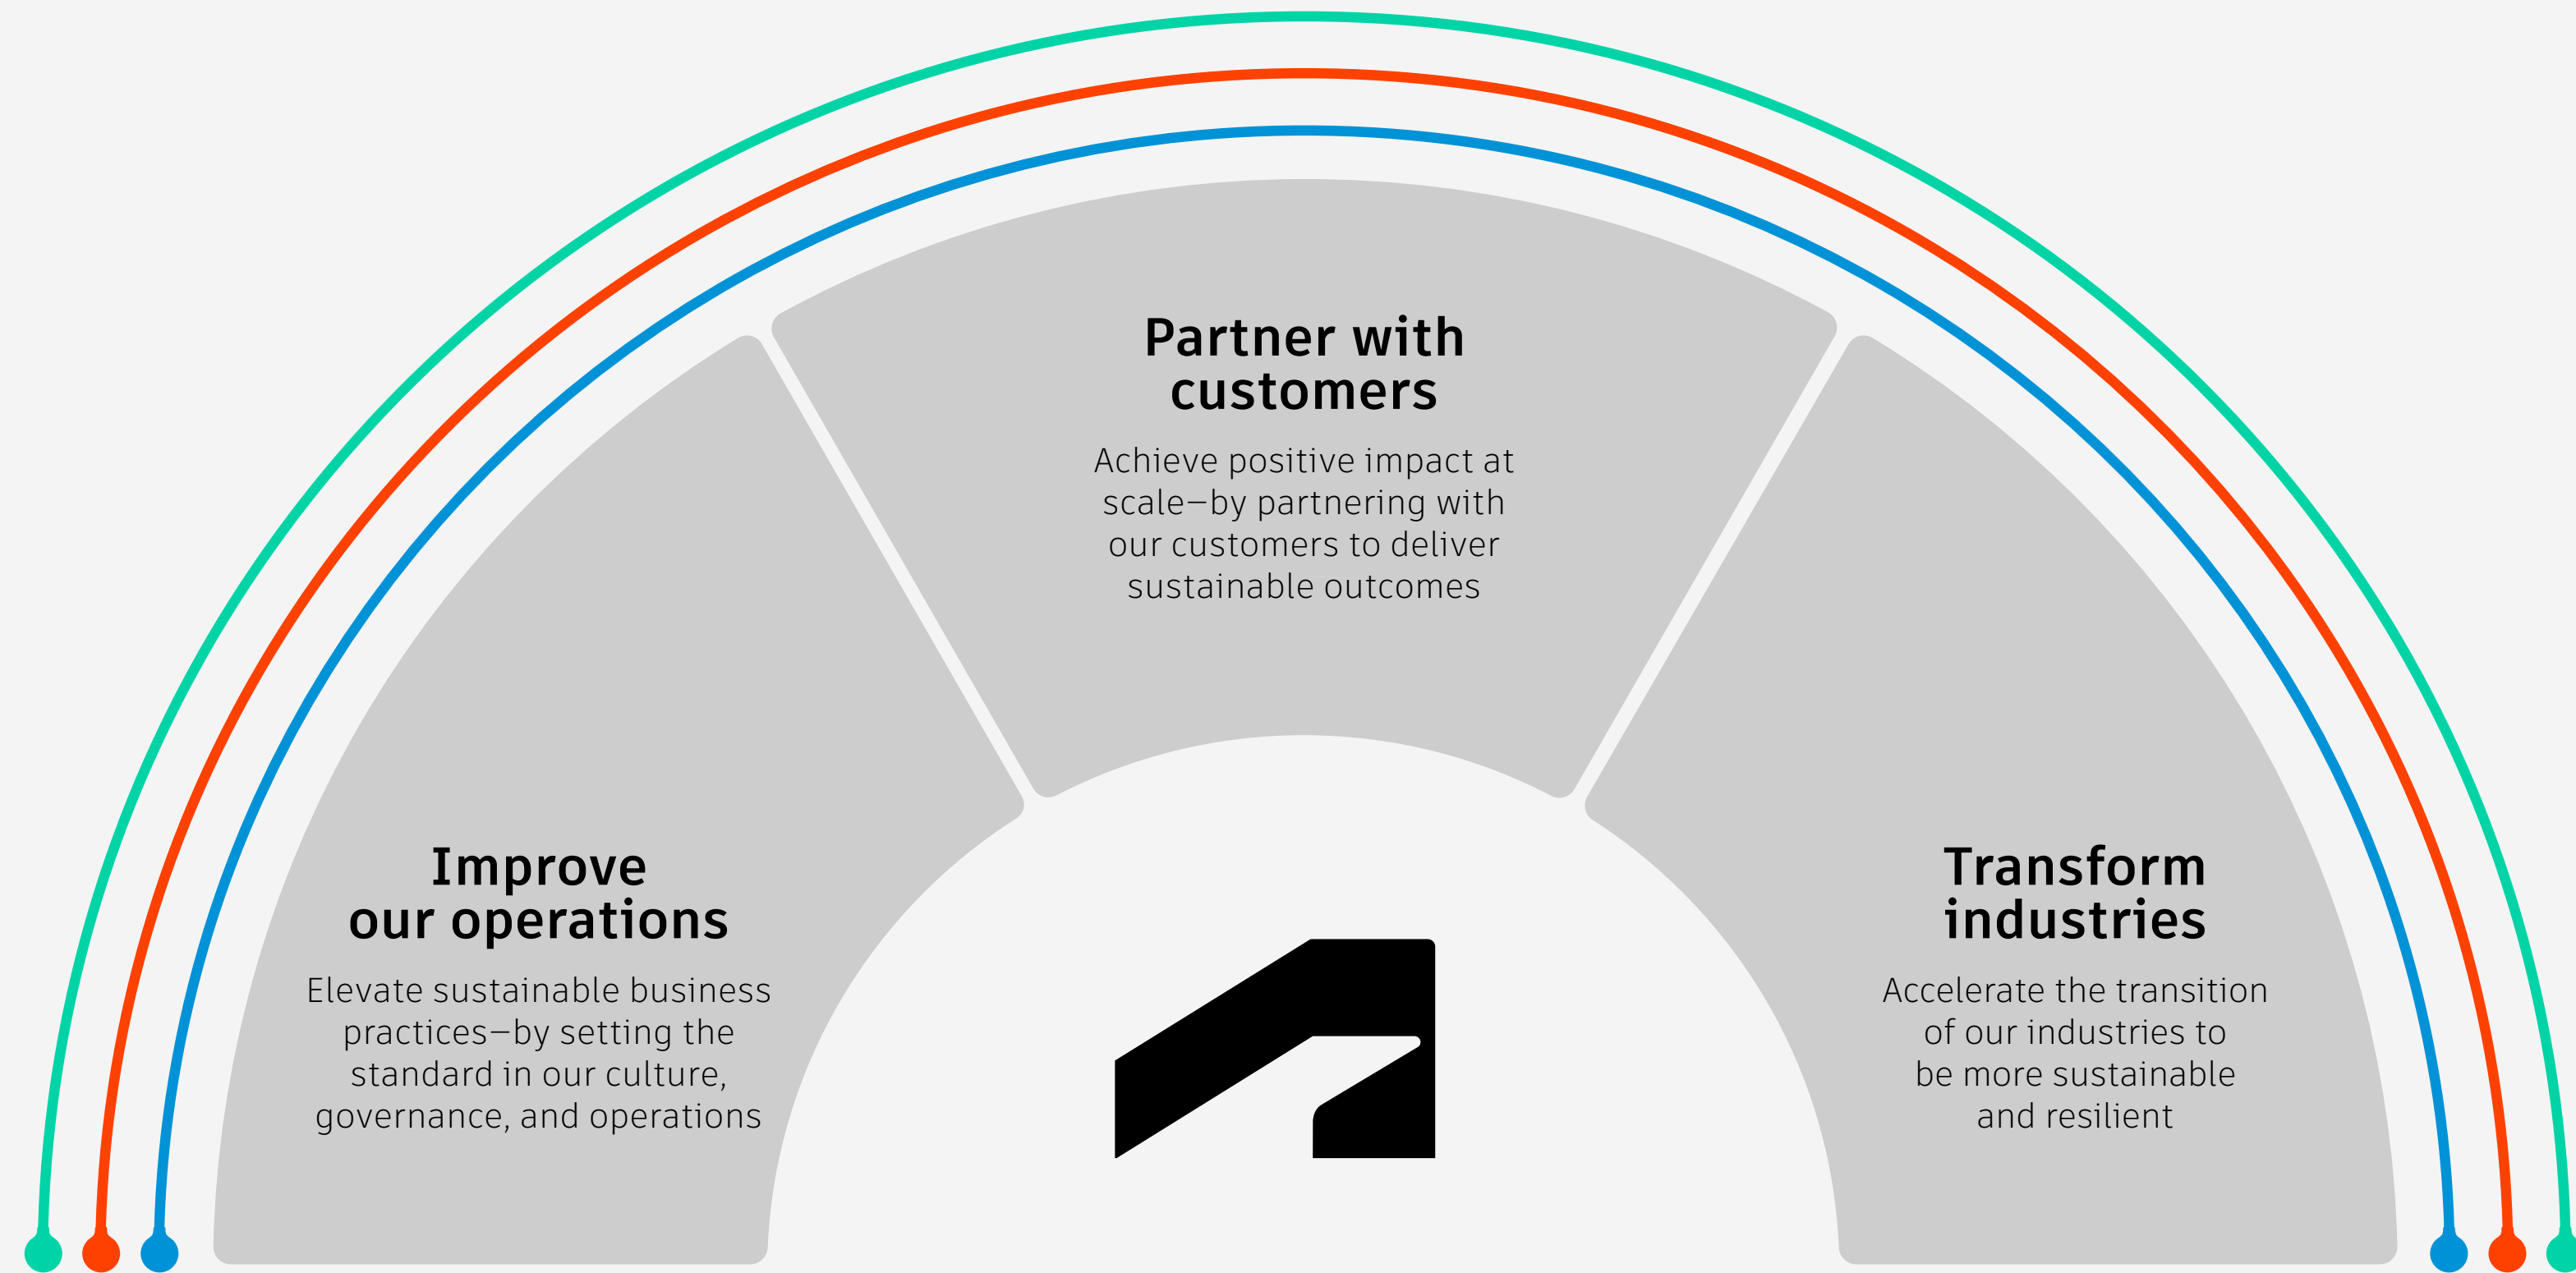 Partner with
customers
Achieve positive impact at
scale—by partnering with
our customers to deliver
sustainable outcomes
Improve
our operations
Elevate sustainable business
practices—by setting the
standard in our culture,
governance, and operations
Transform
industries
Accelerate the transition
of our industries to
be more sustainable
and resilient